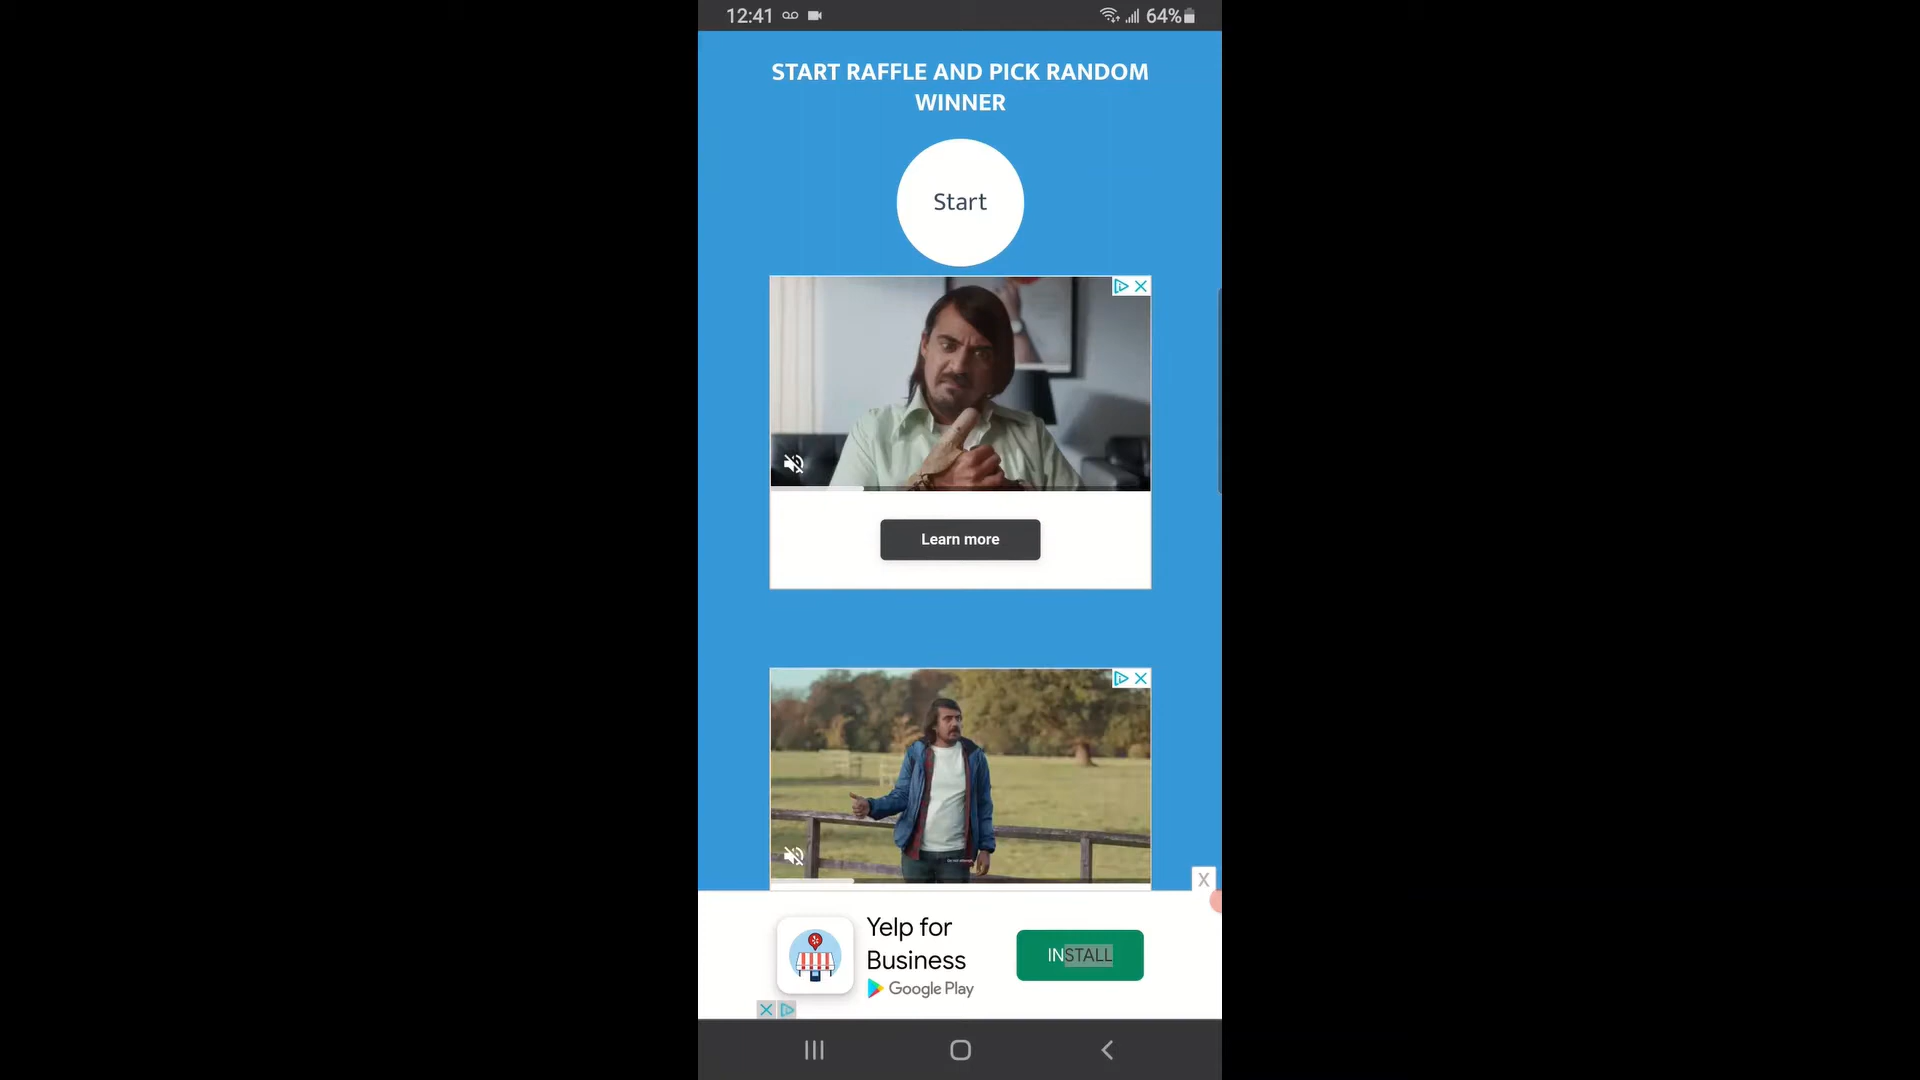 12:41
64%
START RAFFLE AND PICK RANDOM
WINNER
Start
Learn more
X
Yelp for
Business
Google Play
INSTALL